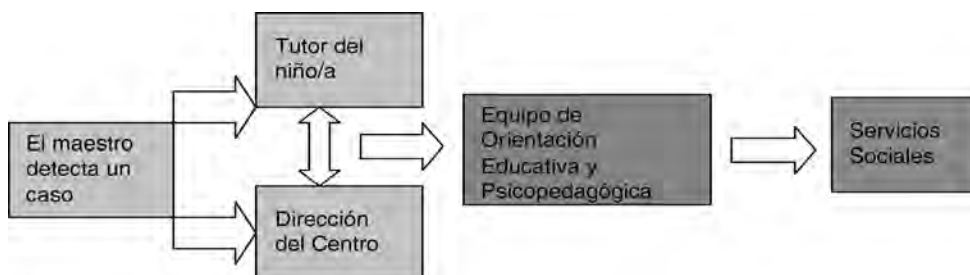 Tutor del
niño/a
El maestro
detecta un
caso
Dirección
del Centro
Equipo de
Orientación
Educativa y
Psicopedagógica
Servicios
Sociales